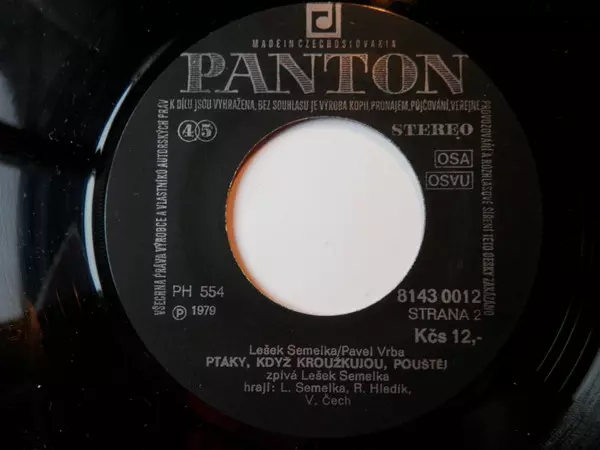 MADE IN CZECHOSLOVAKIA
PANTON
VŠECHNA PRÁVA VÝROBCE A VLASTNÍKŮ AUTORSKÝCH PRÁV
K DÍLU JSOU VYHRAŽENA, BEZ SOUHLASU JE VÝROBA KOPIÍ, PRONÁJEM, PŮJČOVÁNÍ, VEREJNÉ
PROVOZOVÁNÍ A ROZHLASOVÉ ŠÍŘENÍ TÉTO DESKY ZAKÁZÁNO
45
STEREO
OSA
OSVU
PH 554
8143 0012
Ⓟ 1979
STRANA 2
Kčs 12,-
Lešek Semelka/Pavel Vrba
PTÁKY, KDYŽ KROUŽKUJOU, POUŠTĚJ
zpívá Lešek Semelka
hrají: L. Semelka, R. Hledík,
V. Čech